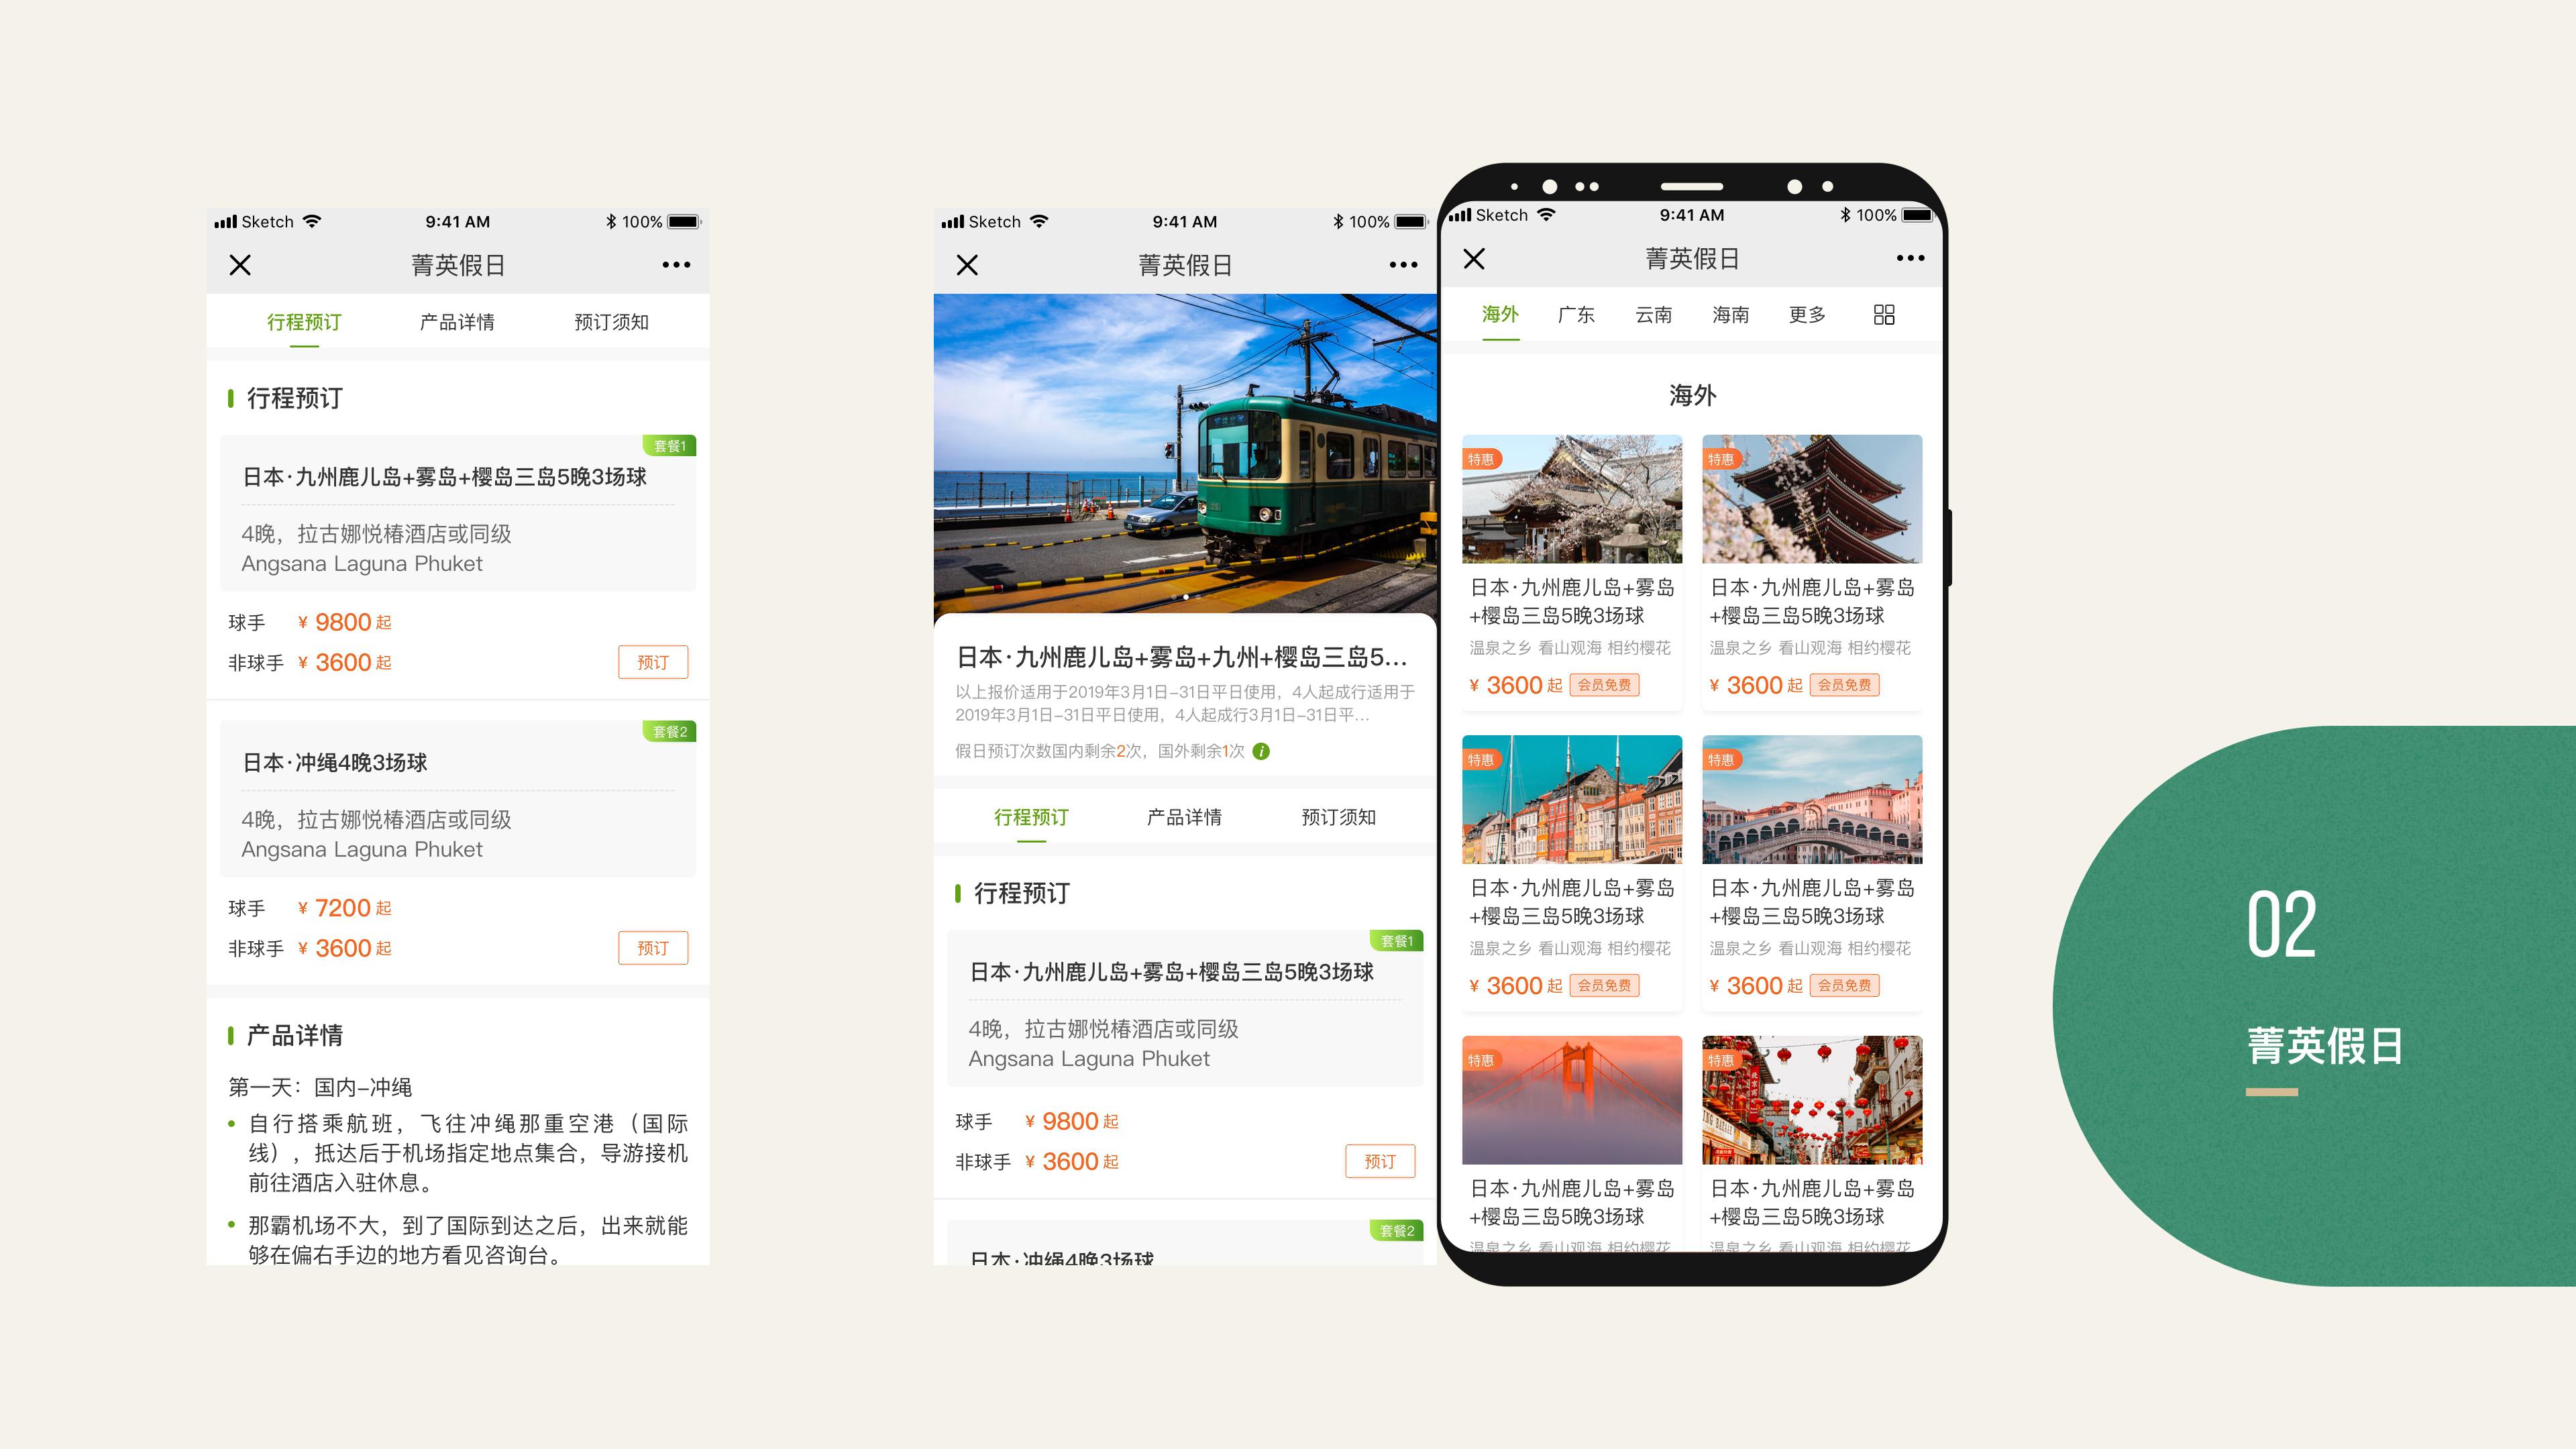 Sketch 9:41 AM 100%
菁英假日
行程预订 产品详情 预订须知
行程预订
套餐1
日本·九州鹿儿岛+雾岛+樱岛三岛5晚3场球
4晚，拉古娜悦椿酒店或同级
Angsana Laguna Phuket
球手 ¥ 9800 起
非球手 ¥ 3600 起 预订
套餐2
日本·冲绳4晚3场球
4晚，拉古娜悦椿酒店或同级
Angsana Laguna Phuket
球手 ¥ 7200 起
非球手 ¥ 3600 起 预订
产品详情
第一天：国内-冲绳
自行搭乘航班，飞往冲绳那重空港（国际
线），抵达后于机场指定地点集合，导游接机
前往酒店入驻休息。
那霸机场不大，到了国际到达之后，出来就能
够在偏右手边的地方看见咨询台。
Sketch 9:41 AM 100%
菁英假日
日本·九州鹿儿岛+雾岛+九州+樱岛三岛5...
以上报价适用于2019年3月1日-31日平日使用，4人起成行适用于
2019年3月1日-31日平日使用，4人起成行3月1日-31日平...
假日预订次数国内剩余2次，国外剩余1次 i
行程预订 产品详情 预订须知
行程预订
套餐1
日本·九州鹿儿岛+雾岛+樱岛三岛5晚3场球
4晚，拉古娜悦椿酒店或同级
Angsana Laguna Phuket
球手 ¥ 9800 起
非球手 ¥ 3600 起 预订
套餐2
日本·冲绳4晚3场球
Sketch 9:41 AM 100%
菁英假日
海外 广东 云南 海南 更多
海外
特惠
日本·九州鹿儿岛+雾岛
+樱岛三岛5晚3场球
温泉之乡 看山观海 相约樱花
¥ 3600 起 会员免费
特惠
日本·九州鹿儿岛+雾岛
+樱岛三岛5晚3场球
温泉之乡 看山观海 相约樱花
¥ 3600 起 会员免费
特惠
日本·九州鹿儿岛+雾岛
+樱岛三岛5晚3场球
温泉之乡 看山观海 相约樱花
¥ 3600 起 会员免费
特惠
日本·九州鹿儿岛+雾岛
+樱岛三岛5晚3场球
温泉之乡 看山观海 相约樱花
¥ 3600 起 会员免费
特惠
日本·九州鹿儿岛+雾岛
+樱岛三岛5晚3场球
温泉之乡 看山观海 相约樱花
特惠
日本·九州鹿儿岛+雾岛
+樱岛三岛5晚3场球
温泉之乡 看山观海 相约樱花
02
菁英假日